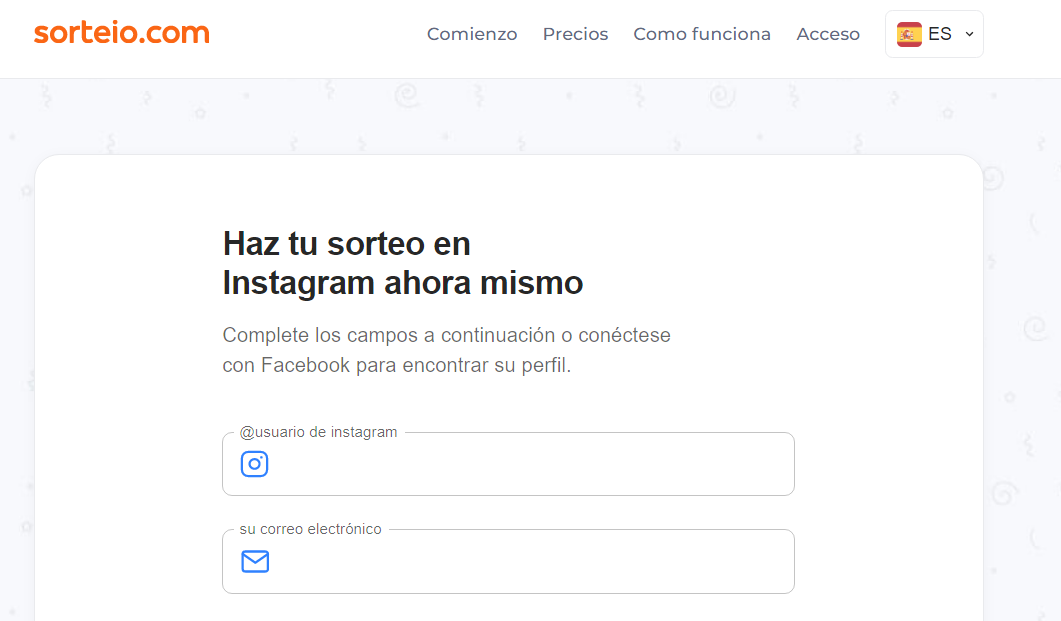 sorteio.com
Comienzo
Precios
Como funciona
Acceso
ES
Haz tu sorteo en
Instagram ahora mismo
Complete los campos a continuación o conéctese
con Facebook para encontrar su perfil.
@usuario de instagram
su correo electrónico